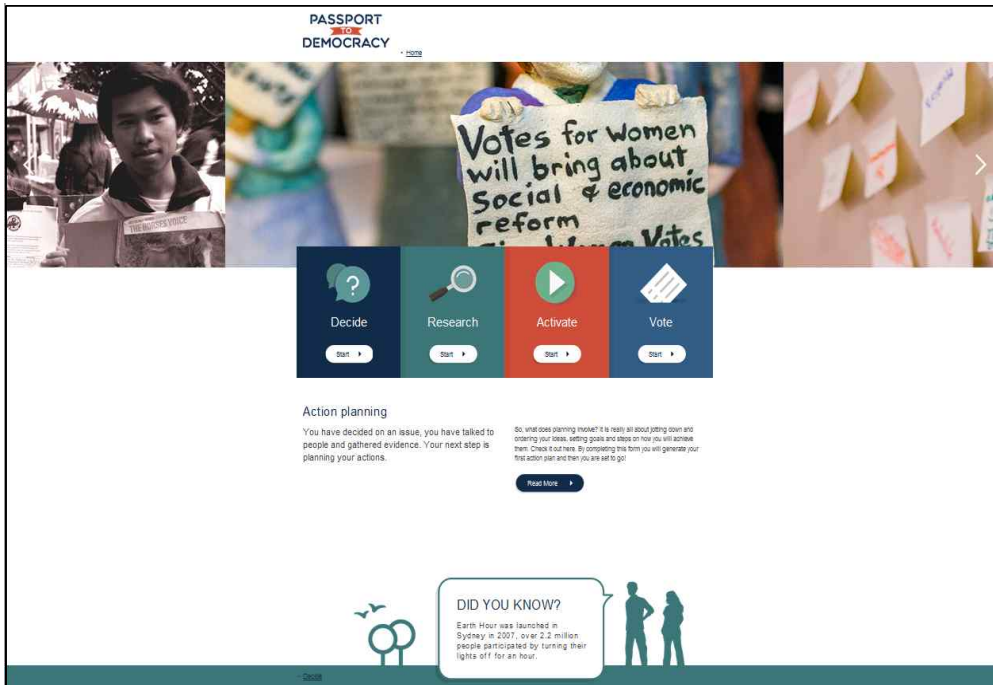 PASSPORT
TO
DEMOCRACY
Home
THE HORSES VOICE
Votes for Women
will bring about
Social & economic
reform
Women Votes
Decide
Research
Activate
Vote
Start
Start
Start
Start
Action planning
You have decided on an issue, you have talked to
people and gathered evidence. Your next step is
planning your actions.
So, what does planning involve? It is really all about jotting down and
ordering your ideas, setting goals and steps on how you will achieve
them. Check it out here. By completing this form you will generate your
first action plan and then you are set to go!
Read More
DID YOU KNOW?
Earth Hour was launched in
Sydney in 2007, over 2.2 million
people participated by turning their
lights off for an hour.
Decide